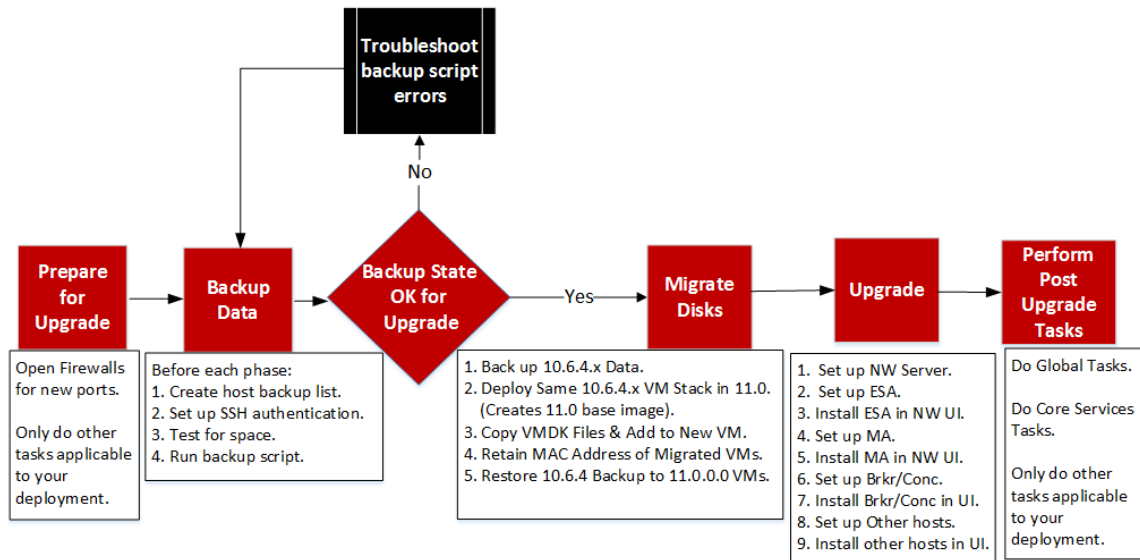 Troubleshoot
backup script
errors
No
Prepare
for
Upgrade
Backup
Data
Backup State
OK for
Upgrade
Yes
Migrate
Disks
Upgrade
Perform
Post
Upgrade
Tasks
Open Firewalls
for new ports.
Only do other
tasks applicable
to your
deployment.
Before each phase:
1. Create host backup list.
2. Set up SSH authentication.
3. Test for space.
4. Run backup script.
1. Back up 10.6.4.x Data.
2. Deploy Same 10.6.4.x VM Stack in 11.0.
(Creates 11.0 base image).
3. Copy VMDK Files & Add to New VM.
4. Retain MAC Address of Migrated VMs.
5. Restore 10.6.4 Backup to 11.0.0.0 VMs.
1. Set up NW Server.
2. Set up ESA.
3. Install ESA in NW UI.
4. Set up MA.
5. Install MA in NW UI.
6. Set up Brkr/Conc.
7. Install Brkr/Conc in UI.
8. Set up Other hosts.
9. Install other hosts in UI.
Do Global Tasks.
Do Core Services
Tasks.
Only do other
tasks applicable
to your
deployment.